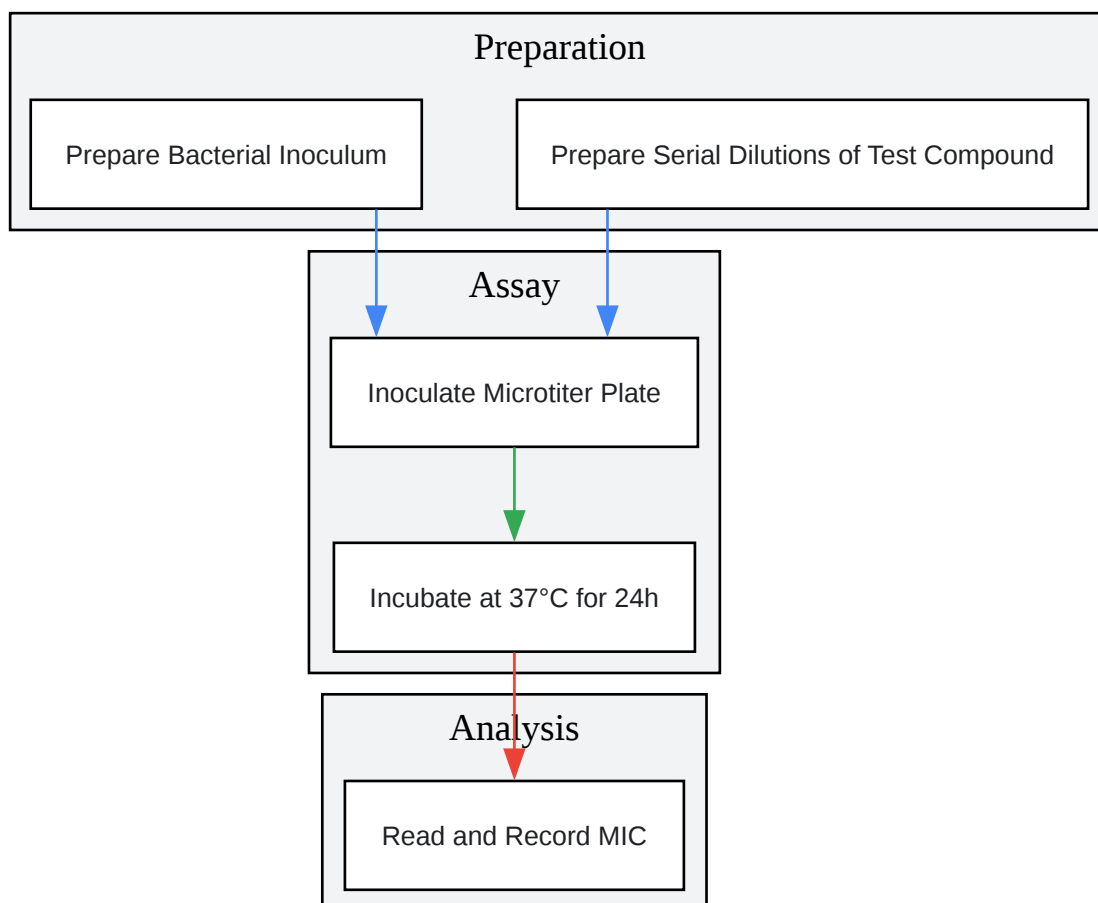 Preparation
Prepare Bacterial Inoculum
Prepare Serial Dilutions of Test Compound
Assay
Inoculate Microtiter Plate
Incubate at 37°C for 24h
Analysis
Read and Record MIC